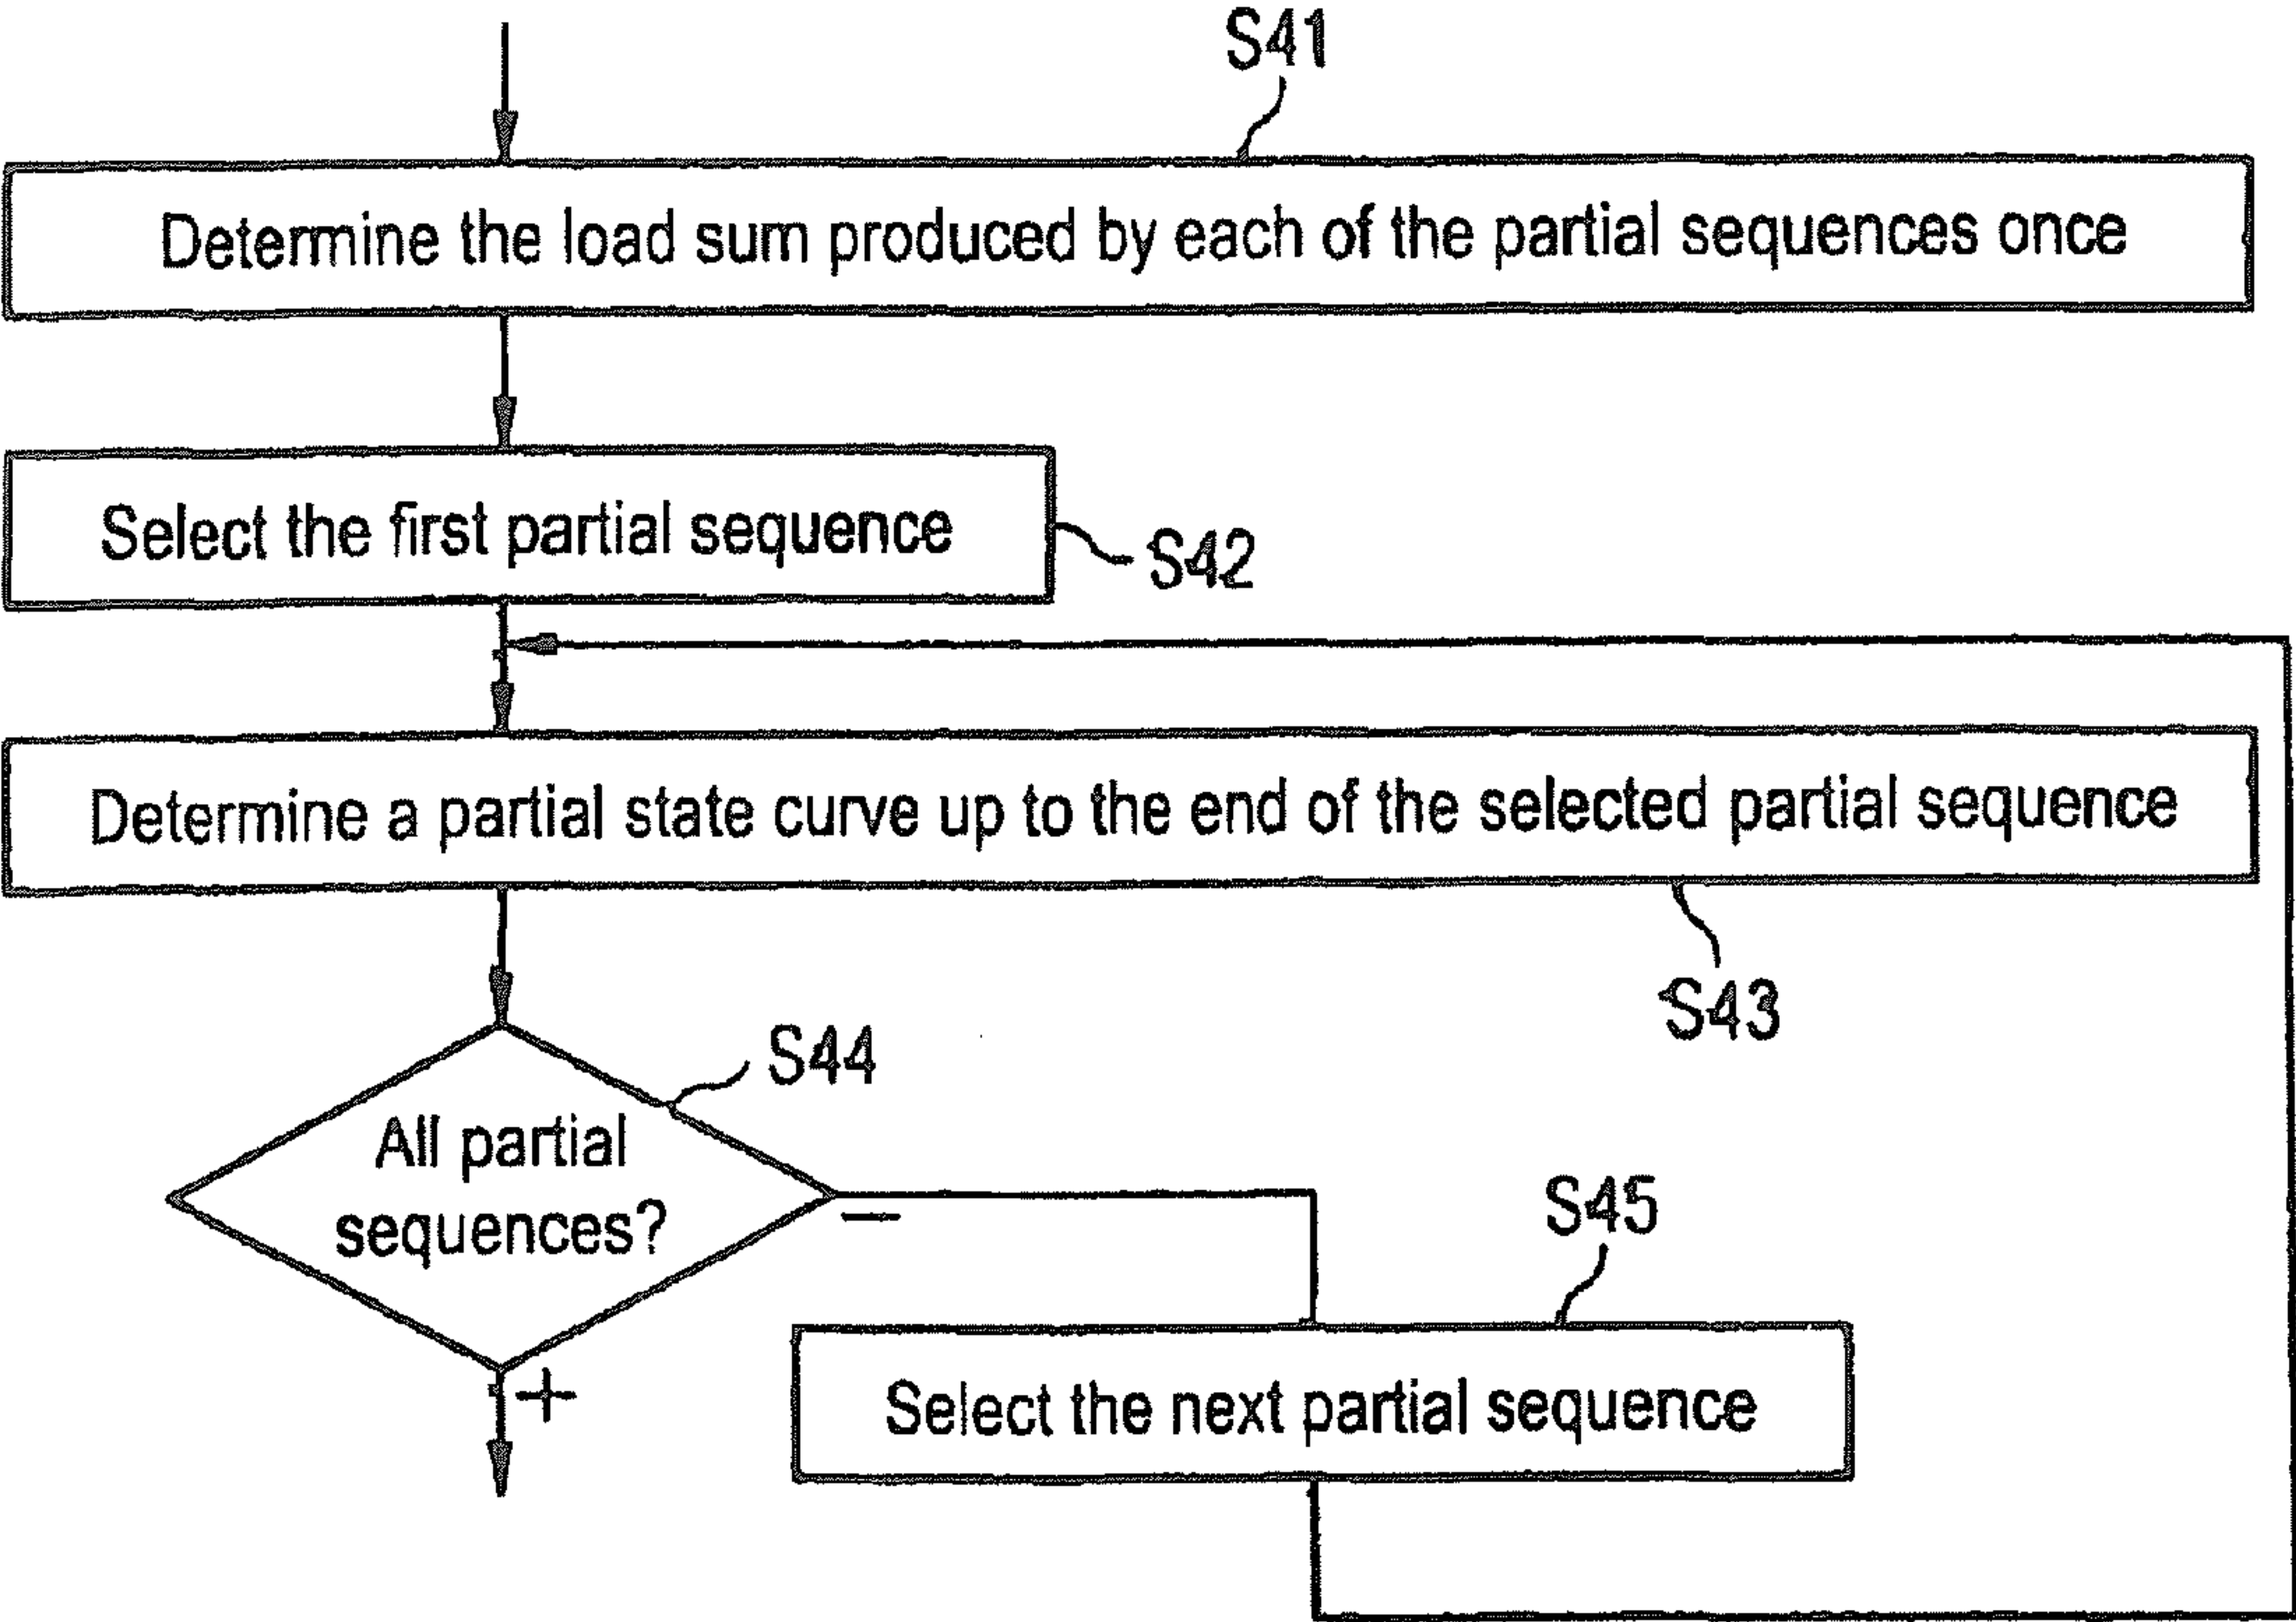 S41
Determine the load sum produced by each of the partial sequences once
Select the first partial sequence
S42
Determine a partial state curve up to the end of the selected partial sequence
S43
S44
All partial
sequences?
−
+
S45
Select the next partial sequence